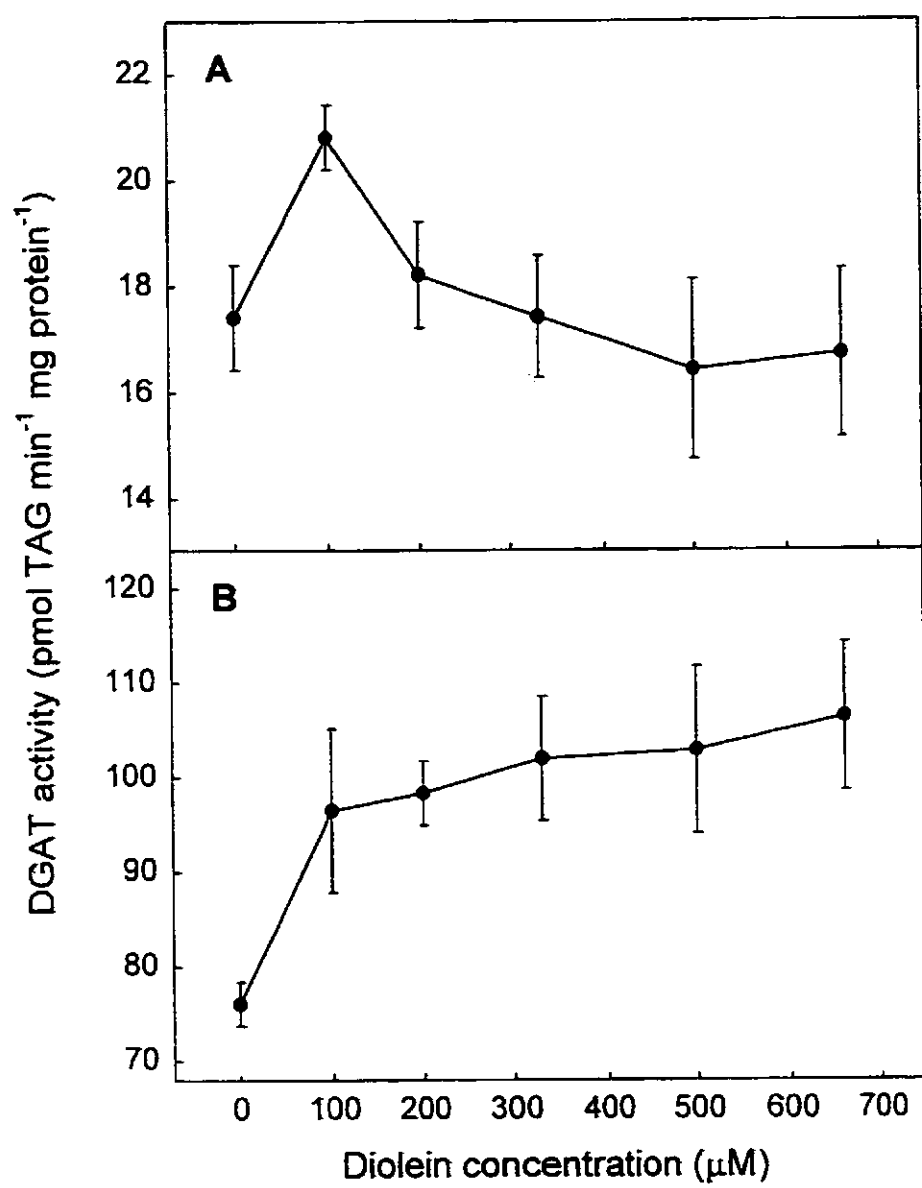 DGAT activity (pmol TAG min⁻¹ mg protein⁻¹)
A
22
20
18
16
14
B
120
110
100
90
80
70
0 100 200 300 400 500 600 700
Diolein concentration (μM)